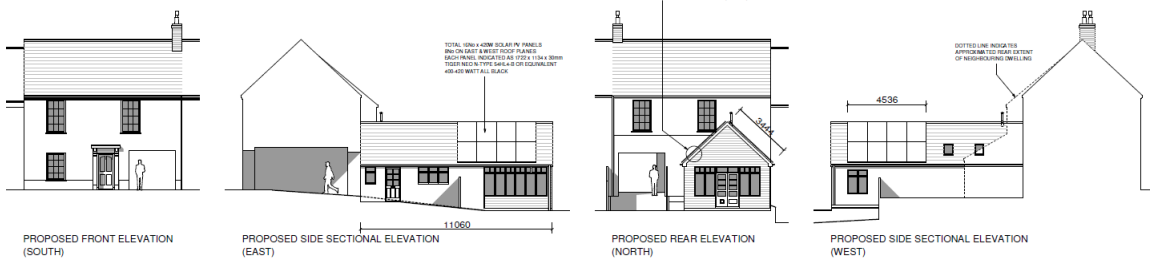 TOTAL 16No x 420W SOLAR PV PANELS
8No ON EAST & WEST ROOF PLANES
EACH PANEL INDICATED AS 1722 x 1134 x 30mm
TIGER NEO N-TYPE 54HL4-B OR EQUIVALENT
400-420 WATT ALL BLACK
11060
3444
DOTTED LINE INDICATES
APPROXIMATED REAR EXTENT
OF NEIGHBOURING DWELLING
4536
PROPOSED FRONT ELEVATION
(SOUTH)
PROPOSED SIDE SECTIONAL ELEVATION
(EAST)
PROPOSED REAR ELEVATION
(NORTH)
PROPOSED SIDE SECTIONAL ELEVATION
(WEST)